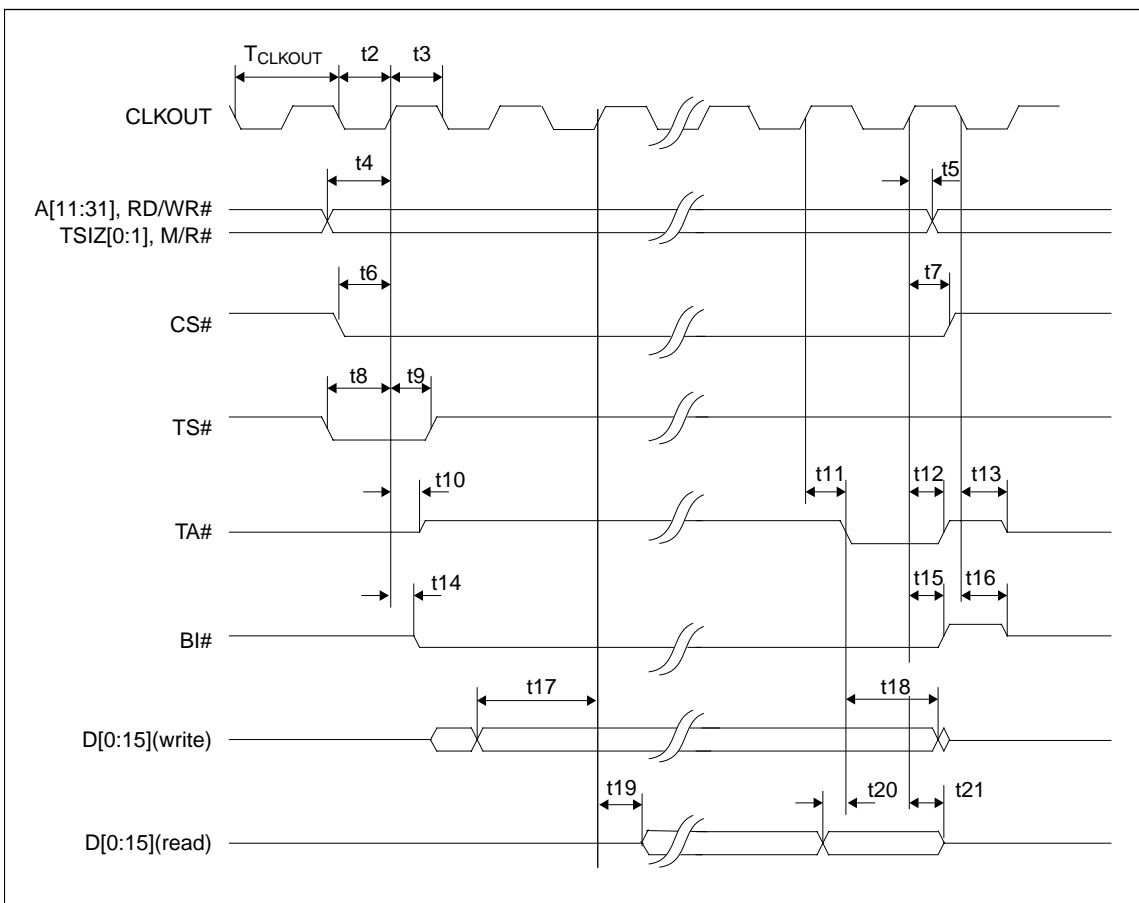 TCLKOUT t2 t3
CLKOUT
t4 t5
A[11:31], RD/WR#
TSIZ[0:1], M/R#
t6 t7
CS#
t8 t9
TS#
t10 t11 t12 t13
TA#
t14 t15 t16
BI#
t17 t18
D[0:15](write)
t19 t20 t21
D[0:15](read)